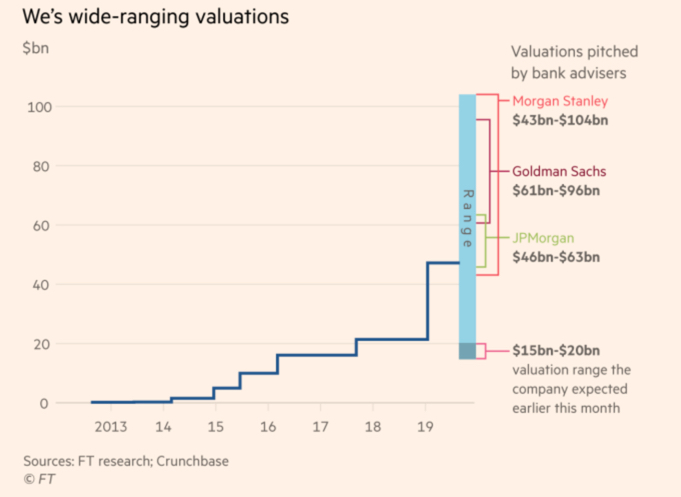 We's wide-ranging valuations
$bn
Valuations pitched
by bank advisers
100
80
60
40
20
0
Range
Morgan Stanley
$43bn-$104bn
Goldman Sachs
$61bn-$96bn
JPMorgan
$46bn-$63bn
$15bn-$20bn
valuation range the
company expected
earlier this month
2013 14 15 16 17 18 19
Sources: FT research; Crunchbase
© FT